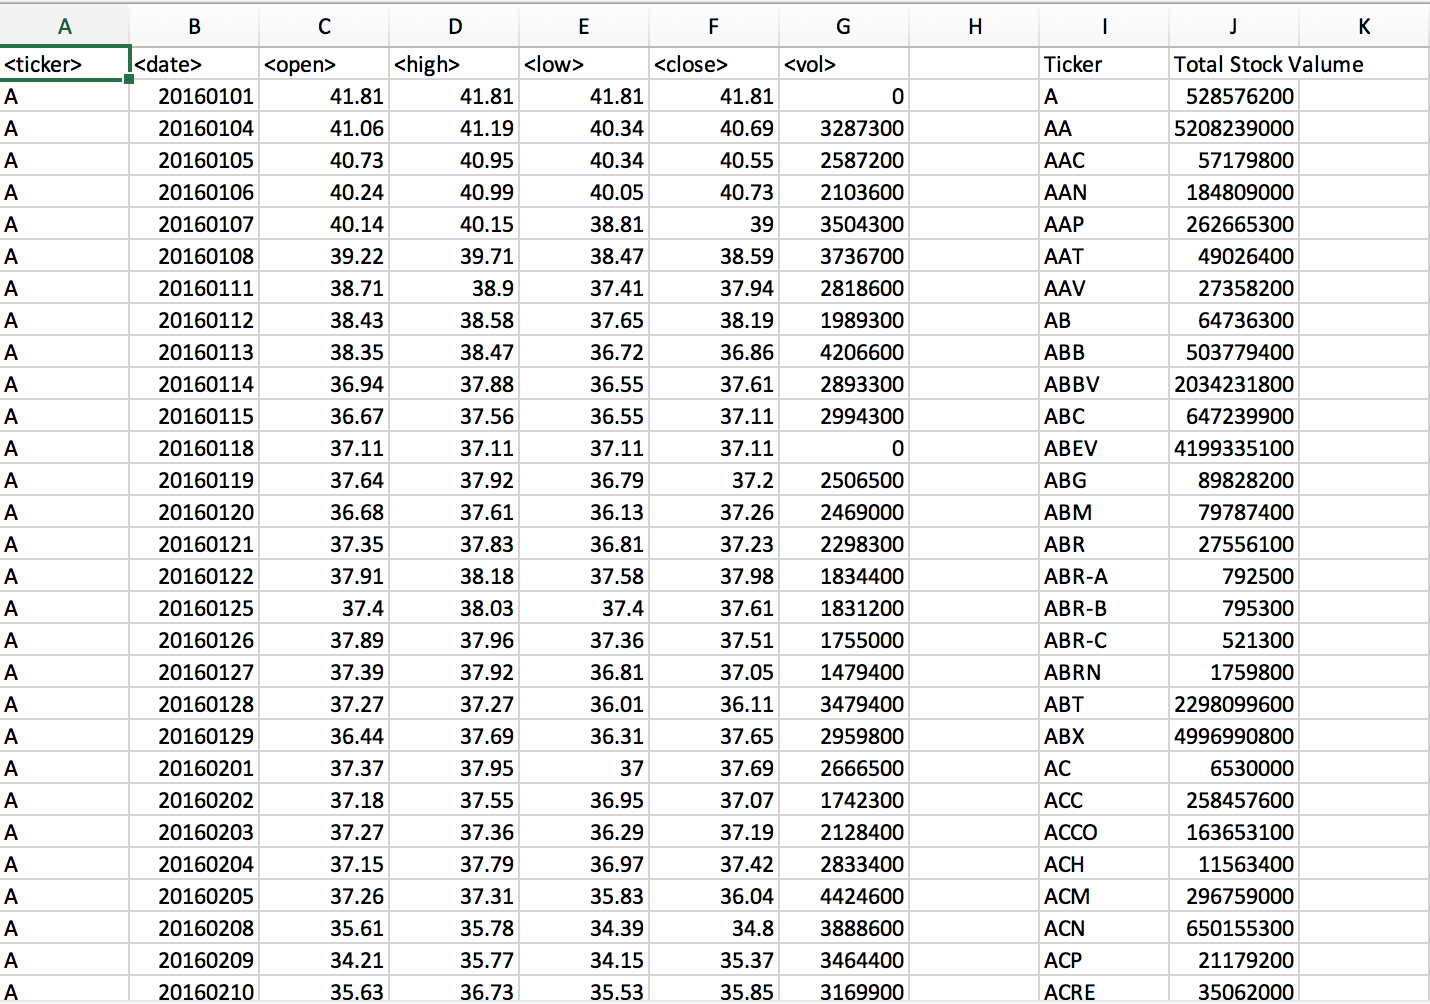 A B C D E F G H I J K
<ticker> <date> <open> <high> <low> <close> <vol> Ticker Total Stock Valume
A 20160101 41.81 41.81 41.81 41.81 0 A 528576200
A 20160104 41.06 41.19 40.34 40.69 3287300 AA 5208239000
A 20160105 40.73 40.95 40.34 40.55 2587200 AAC 57179800
A 20160106 40.24 40.99 40.05 40.73 2103600 AAN 184809000
A 20160107 40.14 40.15 38.81 39 3504300 AAP 262665300
A 20160108 39.22 39.71 38.47 38.59 3736700 AAT 49026400
A 20160111 38.71 38.9 37.41 37.94 2818600 AAV 27358200
A 20160112 38.43 38.58 37.65 38.19 1989300 AB 64736300
A 20160113 38.35 38.47 36.72 36.86 4206600 ABB 503779400
A 20160114 36.94 37.88 36.55 37.61 2893300 ABBV 2034231800
A 20160115 36.67 37.56 36.55 37.11 2994300 ABC 647239900
A 20160118 37.11 37.11 37.11 37.11 0 ABEV 4199335100
A 20160119 37.64 37.92 36.79 37.2 2506500 ABG 89828200
A 20160120 36.68 37.61 36.13 37.26 2469000 ABM 79787400
A 20160121 37.35 37.83 36.81 37.23 2298300 ABR 27556100
A 20160122 37.91 38.18 37.58 37.98 1834400 ABR-A 792500
A 20160125 37.4 38.03 37.4 37.61 1831200 ABR-B 795300
A 20160126 37.89 37.96 37.36 37.51 1755000 ABR-C 521300
A 20160127 37.39 37.92 36.81 37.05 1479400 ABRN 1759800
A 20160128 37.27 37.27 36.01 36.11 3479400 ABT 2298099600
A 20160129 36.44 37.69 36.31 37.65 2959800 ABX 4996990800
A 20160201 37.37 37.95 37 37.69 2666500 AC 6530000
A 20160202 37.18 37.55 36.95 37.07 1742300 ACC 258457600
A 20160203 37.27 37.36 36.29 37.19 2128400 ACCO 163653100
A 20160204 37.15 37.79 36.97 37.42 2833400 ACH 11563400
A 20160205 37.26 37.31 35.83 36.04 4424600 ACM 296759000
A 20160208 35.61 35.78 34.39 34.8 3888600 ACN 650155300
A 20160209 34.21 35.77 34.15 35.37 3464400 ACP 21179200
A 20160210 35.63 36.73 35.53 35.85 3169900 ACRE 35062000